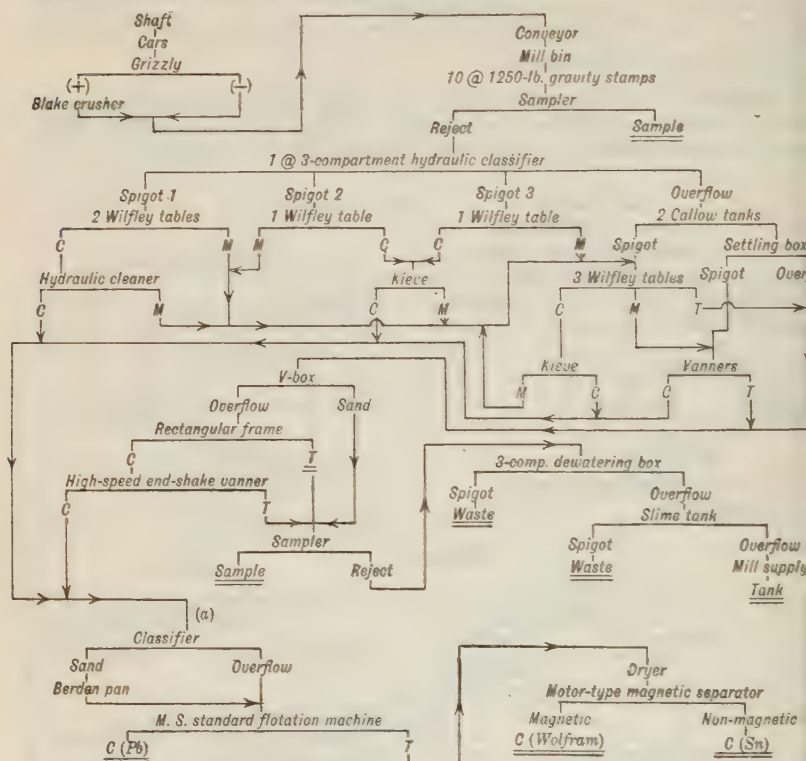 Shaft
Cars
Grizzly
(+) (-)
Blake crusher
Conveyor
Mill bin
10 @ 1250-lb. gravity stamps
Sampler
Reject Sample
1 @ 3-compartment hydraulic classifier
Spigot 1 Spigot 2 Spigot 3 Overflow
2 Wilfley tables 1 Wilfley table 1 Wilfley table 2 Callow tanks
C M M C C M Spigot Settling box
Hydraulic cleaner Kieve 3 Wilfley tables Spigot Over
C M C M C M T
Kieve Vanners
M C C T
V-box
Overflow Sand
Rectangular frame
C T
High-speed end-shake vanner
C T
Sampler
Sample Reject
3-comp. dewatering box
Spigot Overflow
Waste Slime tank
Spigot Overflow
Waste Mill supply
Tank
(a)
Classifier
Sand Overflow
Berdan pan
M. S. standard flotation machine
C (Pb) T
Dryer
Motor-type magnetic separator
Magnetic Non-magnetic
C (Wolfram) C (Sn)